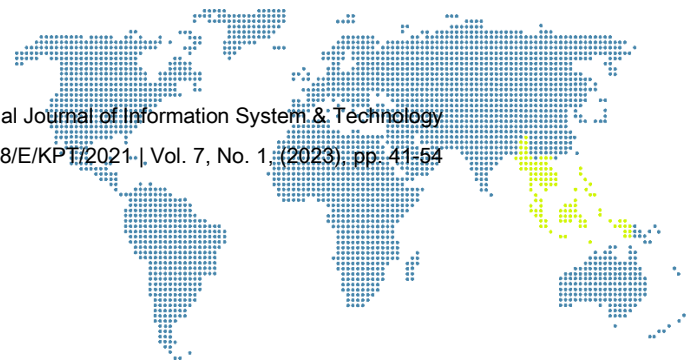 al Journal of Information System & Technology
8/E/KPT/2021 | Vol. 7, No. 1, (2023), pp. 41-54